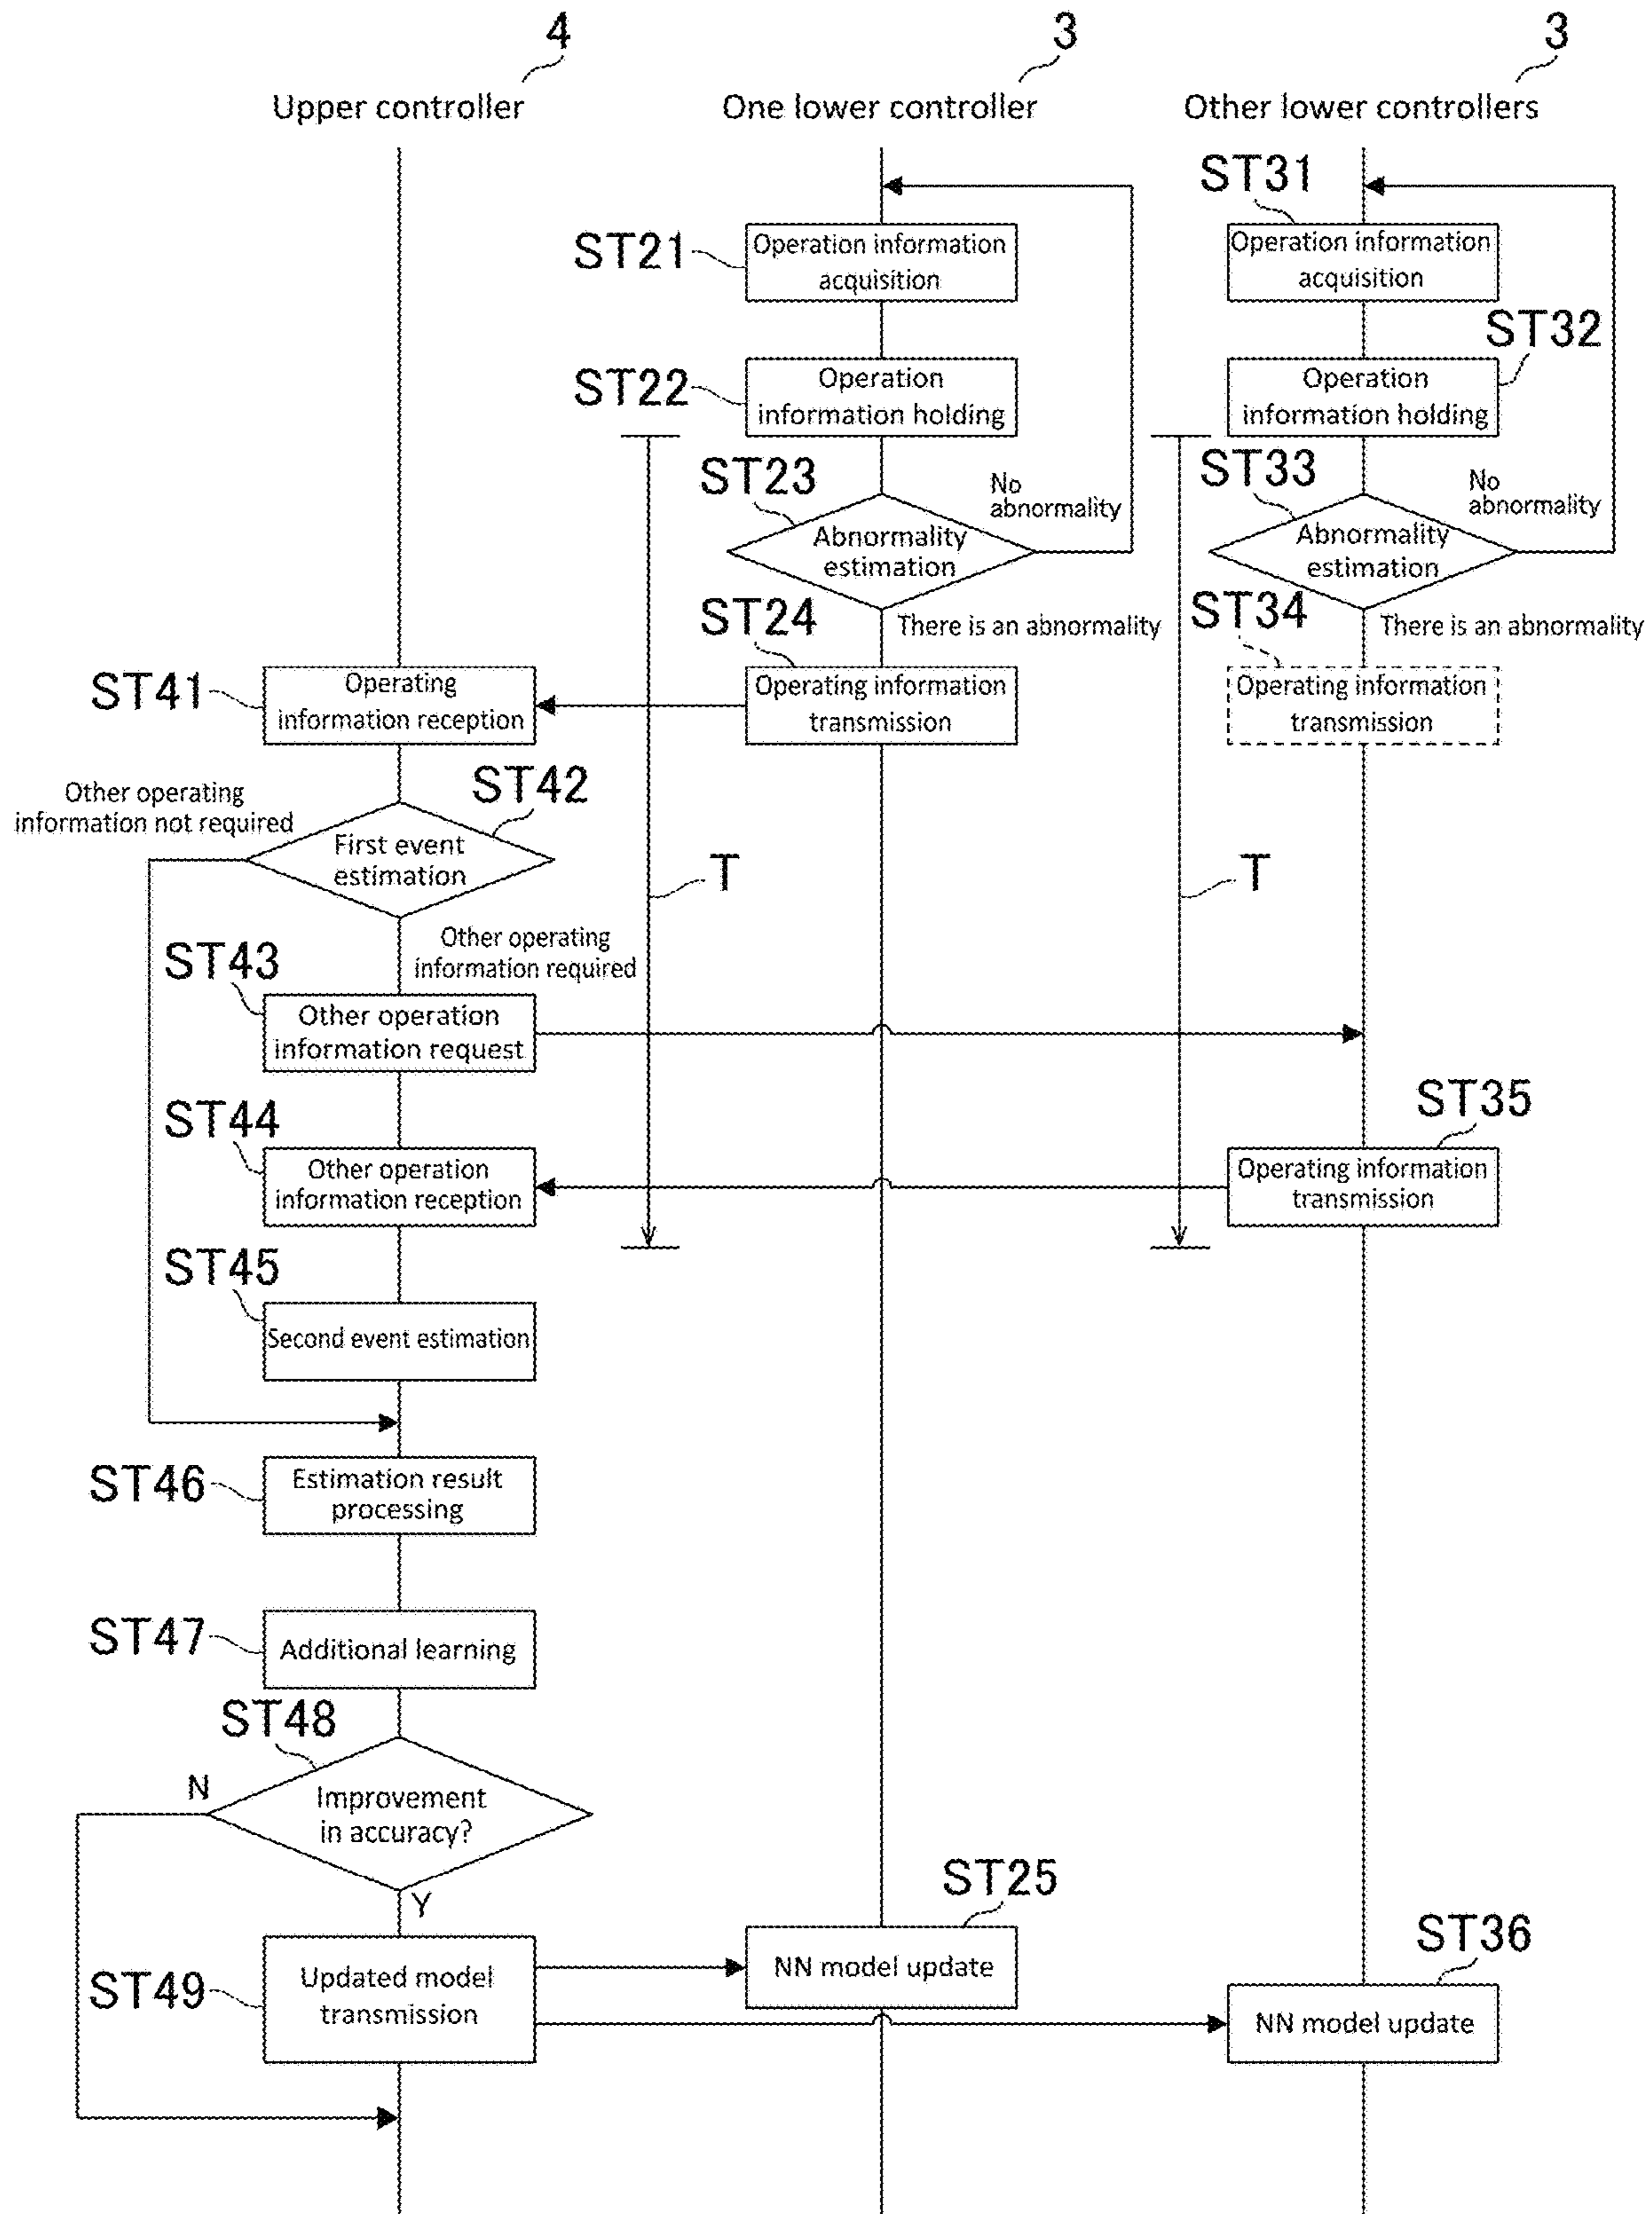 4
3
3
Upper controller
One lower controller
Other lower controllers
ST31
ST21
Operation information
acquisition
Operation information
acquisition
ST32
ST22
Operation
information holding
Operation
information holding
ST23
No
abnormality
ST33
No
abnormality
Abnormality
estimation
Abnormality
estimation
ST24
There is an abnormality
ST34
There is an abnormality
ST41
Operating
information reception
Operating information
transmission
Operating information
transmission
Other operating
information not required
ST42
First event
estimation
T
T
Other operating
information required
ST43
Other operation
information request
ST44
ST35
Other operation
information reception
Operating information
transmission
ST45
Second event estimation
ST46
Estimation result
processing
ST47
Additional learning
ST48
N
Improvement
in accuracy?
Y
ST25
ST36
ST49
Updated model
transmission
NN model update
NN model update